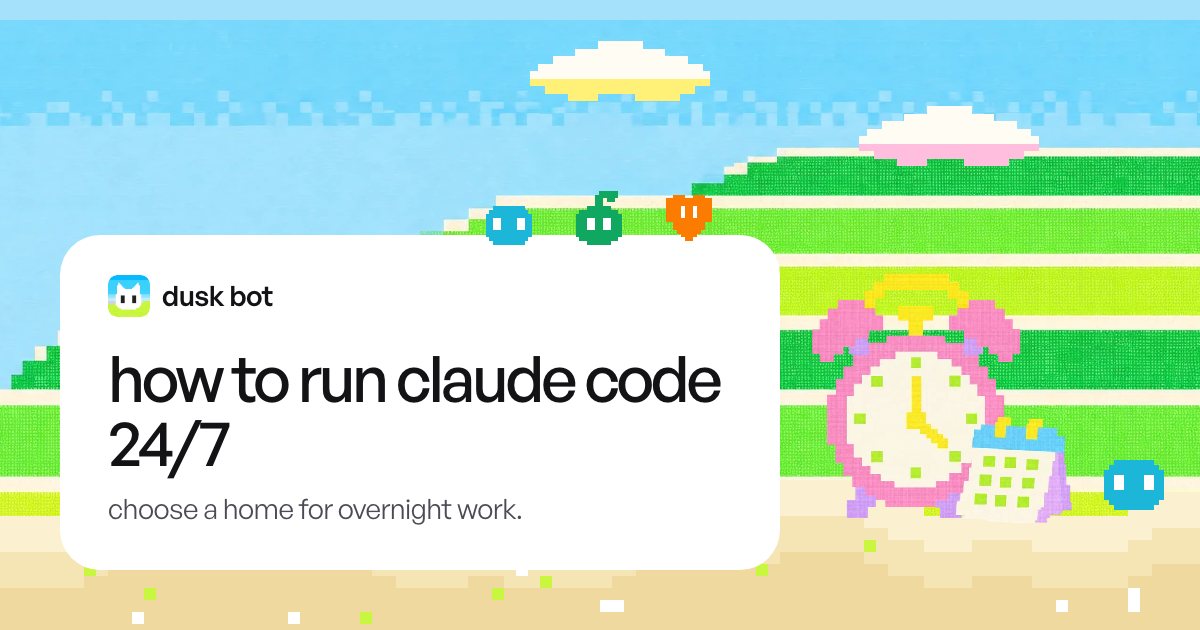 dusk bot
how to run claude code
24/7
choose a home for overnight work.